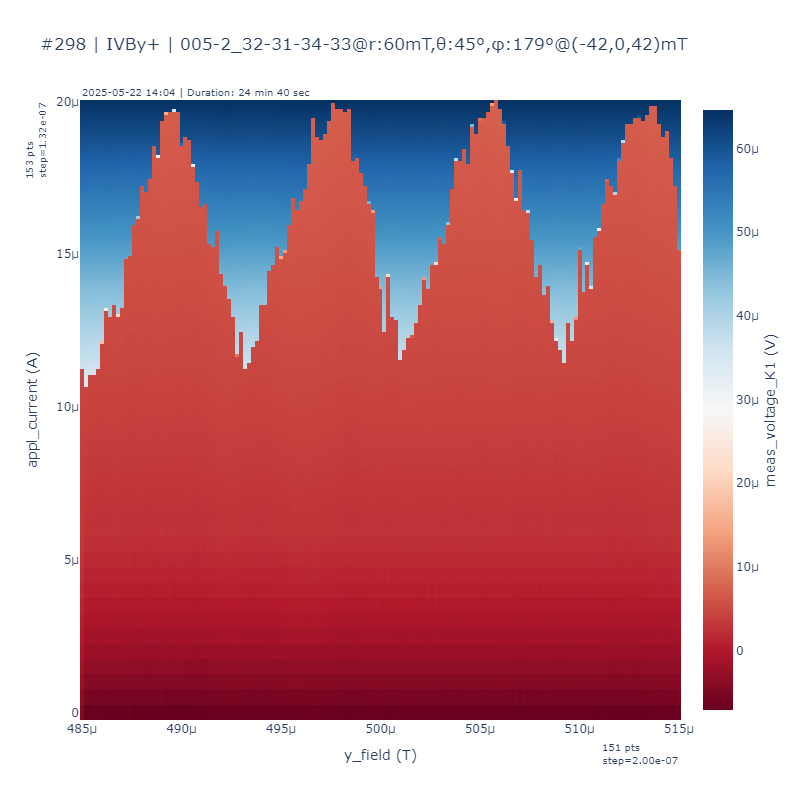 #298 | IVBy+ | 005-2_32-31-34-33@r:60mT,θ:45°,φ:179°@(-42,0,42)mT
2025-05-22 14:04 | Duration: 24 min 40 sec
153 pts
step=1.32e-07
20μ
15μ
10μ
5μ
0
appl_current (A)
485μ
490μ
495μ
500μ
505μ
510μ
515μ
y_field (T)
151 pts
step=2.00e-07
60μ
50μ
40μ
30μ
20μ
10μ
0
meas_voltage_K1 (V)